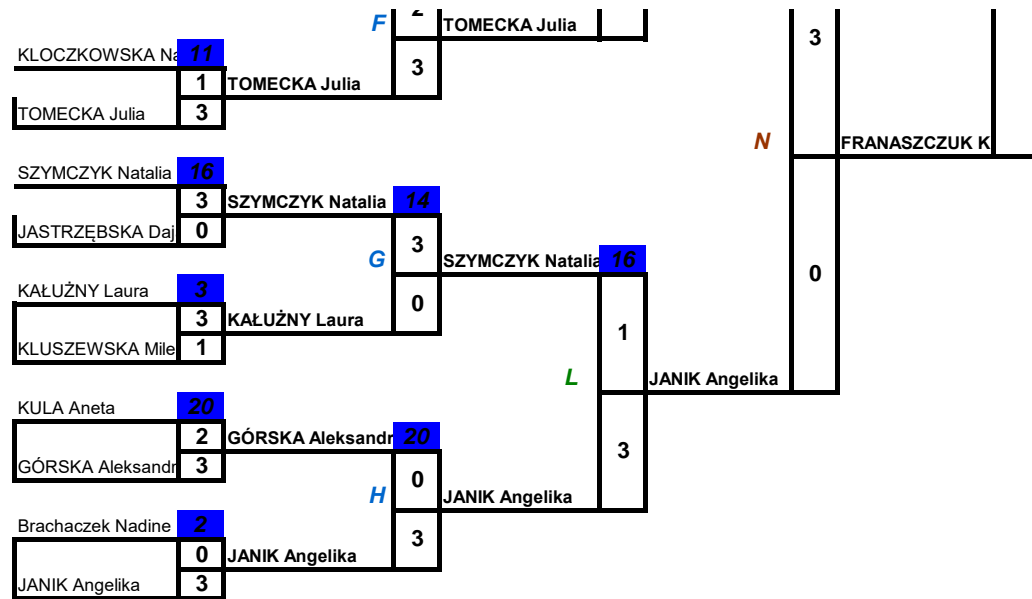 F
TOMECKA Julia
3
KLOCZKOWSKA Na 11
1 TOMECKA Julia 3
TOMECKA Julia 3
N
FRANASZCZUK K
SZYMCZYK Natalia 16
3 SZYMCZYK Natalia 14
JASTRZĘBSKA Daj 0
3
G
SZYMCZYK Natalia 16
0
KAŁUŻNY Laura 3
0
3 KAŁUŻNY Laura
1
KLUSZEWSKA Mile 1
L
JANIK Angelika
KULA Aneta 20
2 GÓRSKA Aleksandr 20
3
GÓRSKA Aleksandr 3
0
H
JANIK Angelika
Brachaczek Nadine 2
3
0 JANIK Angelika
JANIK Angelika 3